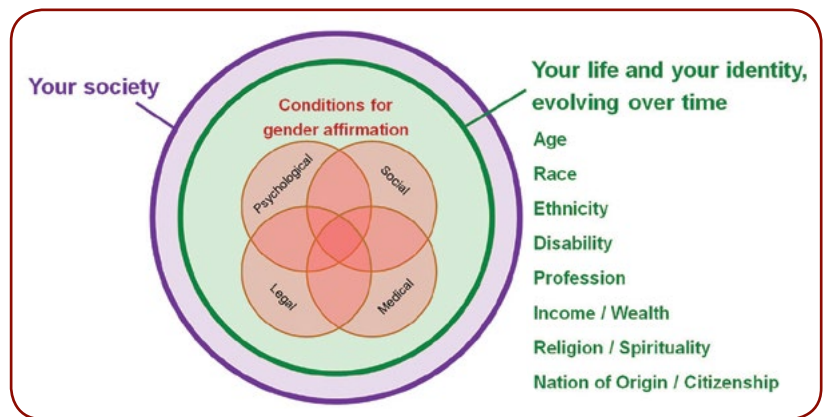 Your society
Conditions for
gender affirmation
Psychological
Social
Legal
Medical
Your life and your identity,
evolving over time
Age
Race
Ethnicity
Disability
Profession
Income / Wealth
Religion / Spirituality
Nation of Origin / Citizenship